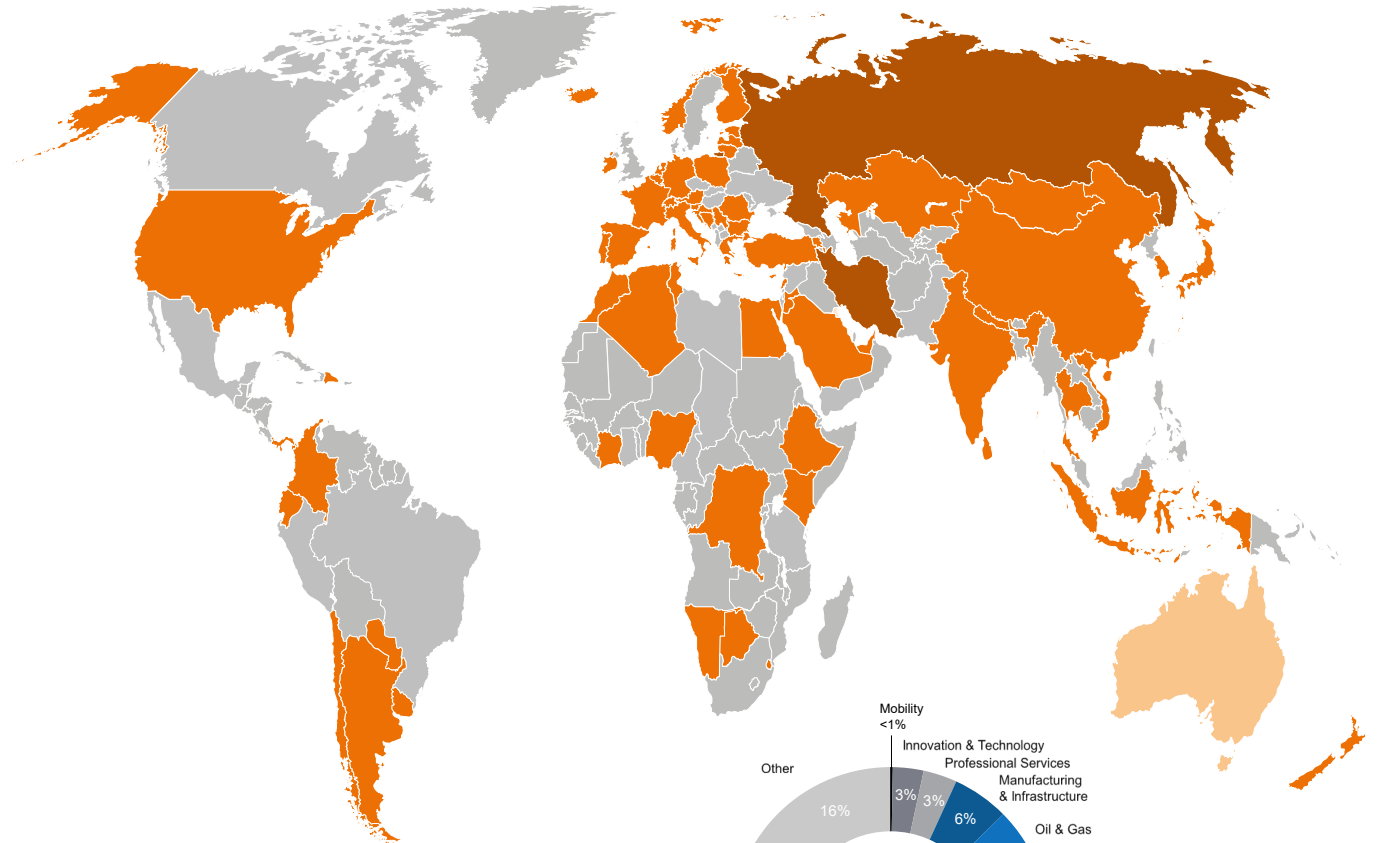 Mobility
<1%
Innovation & Technology
Professional Services
Other
Manufacturing
& Infrastructure
3%
3%
16%
6%
Oil & Gas